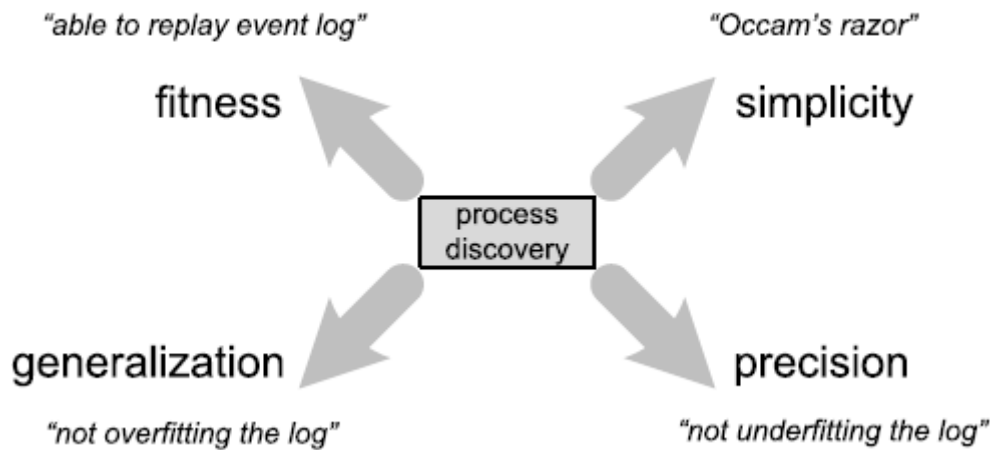 “able to replay event log”
“Occam’s razor”
fitness
simplicity
process
discovery
generalization
precision
“not overfitting the log”
“not underfitting the log”